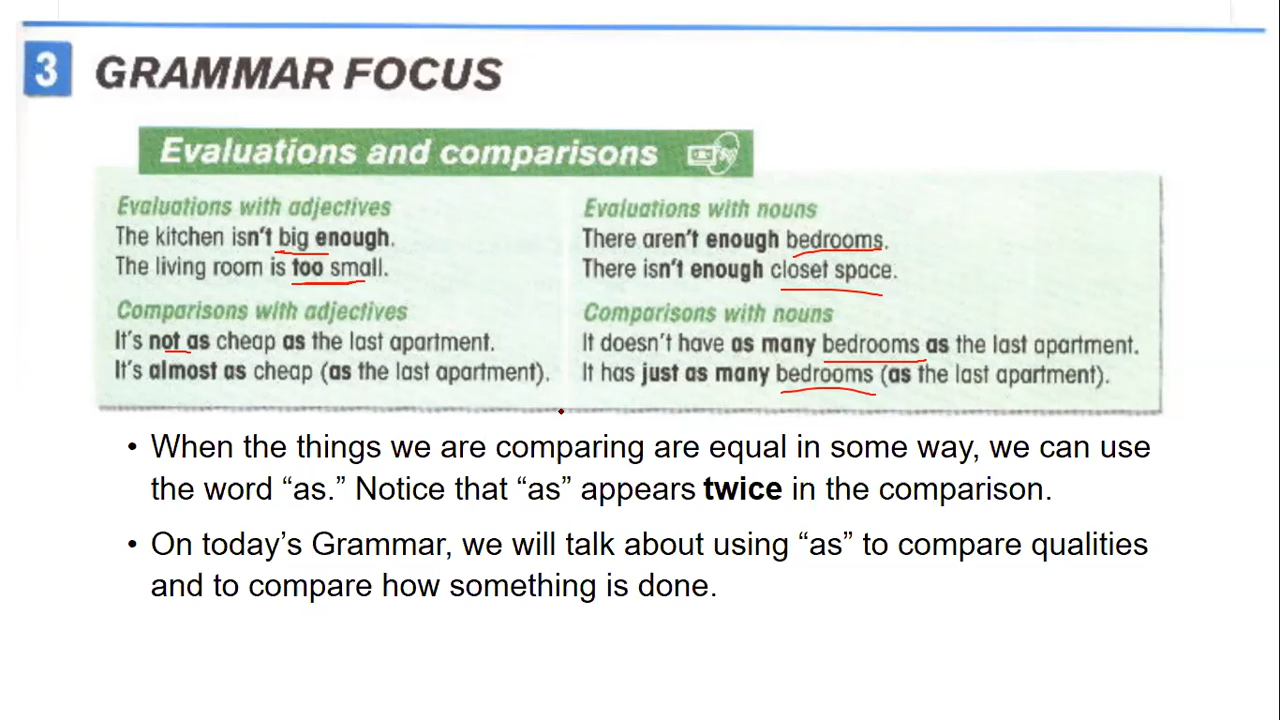 3 GRAMMAR FOCUS
Evaluations and comparisons
Evaluations with adjectives
The kitchen isn't big enough.
The living room is too small.
Comparisons with adjectives
It's not as cheap as the last apartment.
It's almost as cheap (as the last apartment).
Evaluations with nouns
There aren't enough bedrooms.
There isn't enough closet space.
Comparisons with nouns
It doesn't have as many bedrooms as the last apartment.
It has just as many bedrooms (as the last apartment).
• When the things we are comparing are equal in some way, we can use
the word “as.” Notice that “as” appears twice in the comparison.
• On today’s Grammar, we will talk about using “as” to compare qualities
and to compare how something is done.